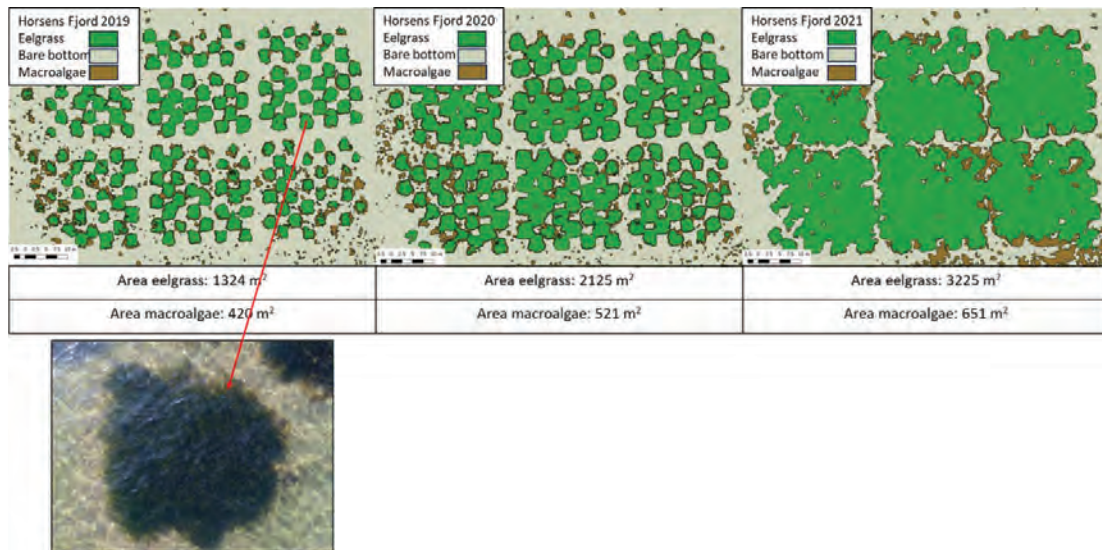 Horsens Fjord 2019
Eelgrass
Bare bottom
Macroalgae
Horsens Fjord 2020
Eelgrass
Bare bottom
Macroalgae
Horsens Fjord 2021
Eelgrass
Bare bottom
Macroalgae
Area eelgrass: 1324 m²
Area eelgrass: 2125 m²
Area eelgrass: 3225 m²
Area macroalgae: 420 m²
Area macroalgae: 521 m²
Area macroalgae: 651 m²